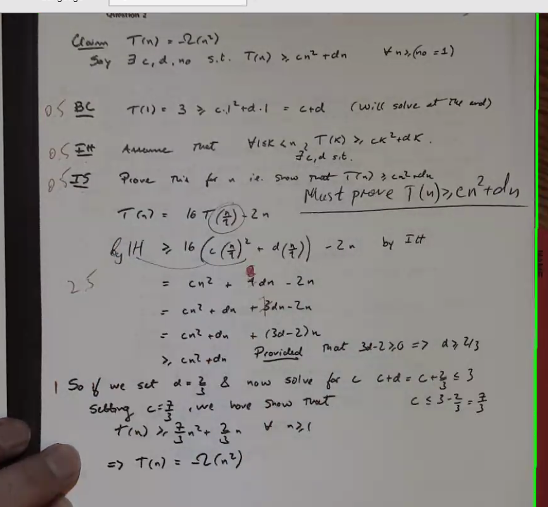 Question 2
Claim T(n) = Ω(n²)
Say ∃ c, d, n₀ s.t. T(n) ≥ cn² + dn ∀ n ≥ (n₀ = 1)
0.5 BC T(1) = 3 ≥ c·1² + d·1 = c+d (will solve at the end)
0.5 IH Assume that ∀ 1≤K<n, T(K) ≥ cK² + dK.
∃ c, d s.t.
0.5 IS Prove this for n i.e. show that T(n) ≥ cn² + dn
Must prove T(n) ≥ cn² + dn
T(n) = 16 T(n/4) - 2n
By IH ≥ 16 (c(n/4)² + d(n/4)) - 2n by IH
2.5
= cn² + 4dn - 2n
= cn² + dn + 3dn - 2n
= cn² + dn + (3d-2)n
≥ cn² + dn Provided that 3d-2 ≥ 0 => d ≥ 2/3
1 So if we set d = 2/3 & now solve for c c+d = c + 2/3 ≤ 3
Setting c = 7/3, we have show that c ≤ 3 - 2/3 = 7/3
T(n) ≥ 7/3 n² + 2/3 n ∀ n ≥ 1
=> T(n) = Ω(n²)